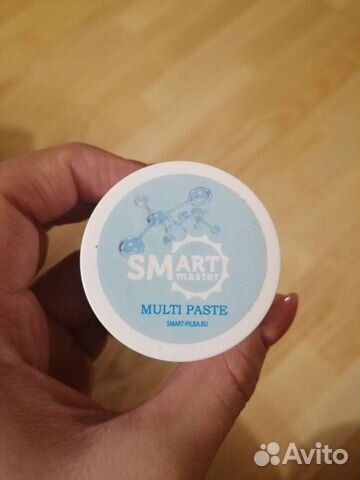 SMART
master
MULTI PASTE
SMART-PILKA.RU
Avito